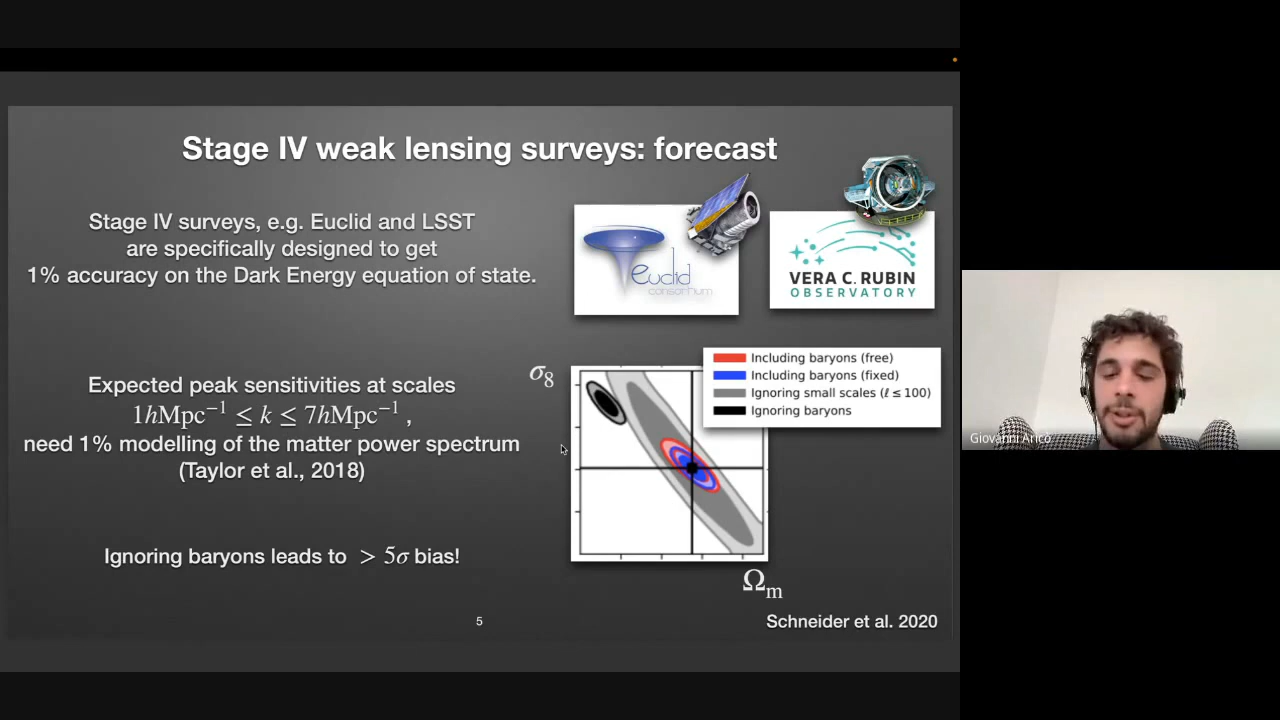 Stage IV weak lensing surveys: forecast
Stage IV surveys, e.g. Euclid and LSST
are specifically designed to get
1% accuracy on the Dark Energy equation of state.
euclid
consortium
VERA C. RUBIN
OBSERVATORY
Expected peak sensitivities at scales
1hMpc⁻¹ ≤ k ≤ 7hMpc⁻¹ ,
need 1% modelling of the matter power spectrum
(Taylor et al., 2018)
Ignoring baryons leads to > 5σ bias!
σ₈
Including baryons (free)
Including baryons (fixed)
Ignoring small scales (ℓ ≤ 100)
Ignoring baryons
Ωₘ
5
Schneider et al. 2020
Giovanni Aricò